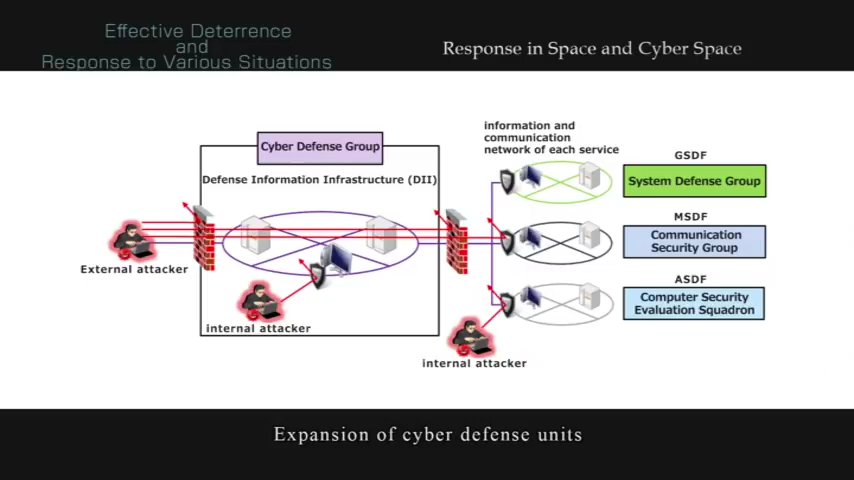 Effective Deterrence
and
Response to Various Situations
Response in Space and Cyber Space
information and
communication
network of each service
Cyber Defense Group
Defense Information Infrastructure (DII)
GSDF
System Defense Group
MSDF
Communication
Security Group
External attacker
ASDF
Computer Security
Evaluation Squadron
internal attacker
internal attacker
Expansion of cyber defense units